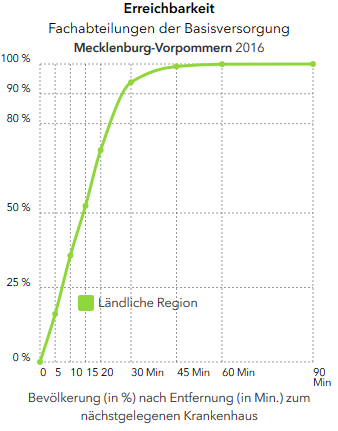 Erreichbarkeit
Fachabteilungen der Basisversorgung
Mecklenburg-Vorpommern 2016
100 %
90 %
80 %
50 %
25 %
0 %
Ländliche Region
0 5 10 15 20 30 Min 45 Min 60 Min 90 Min
Bevölkerung (in %) nach Entfernung (in Min.) zum
nächstgelegenen Krankenhaus